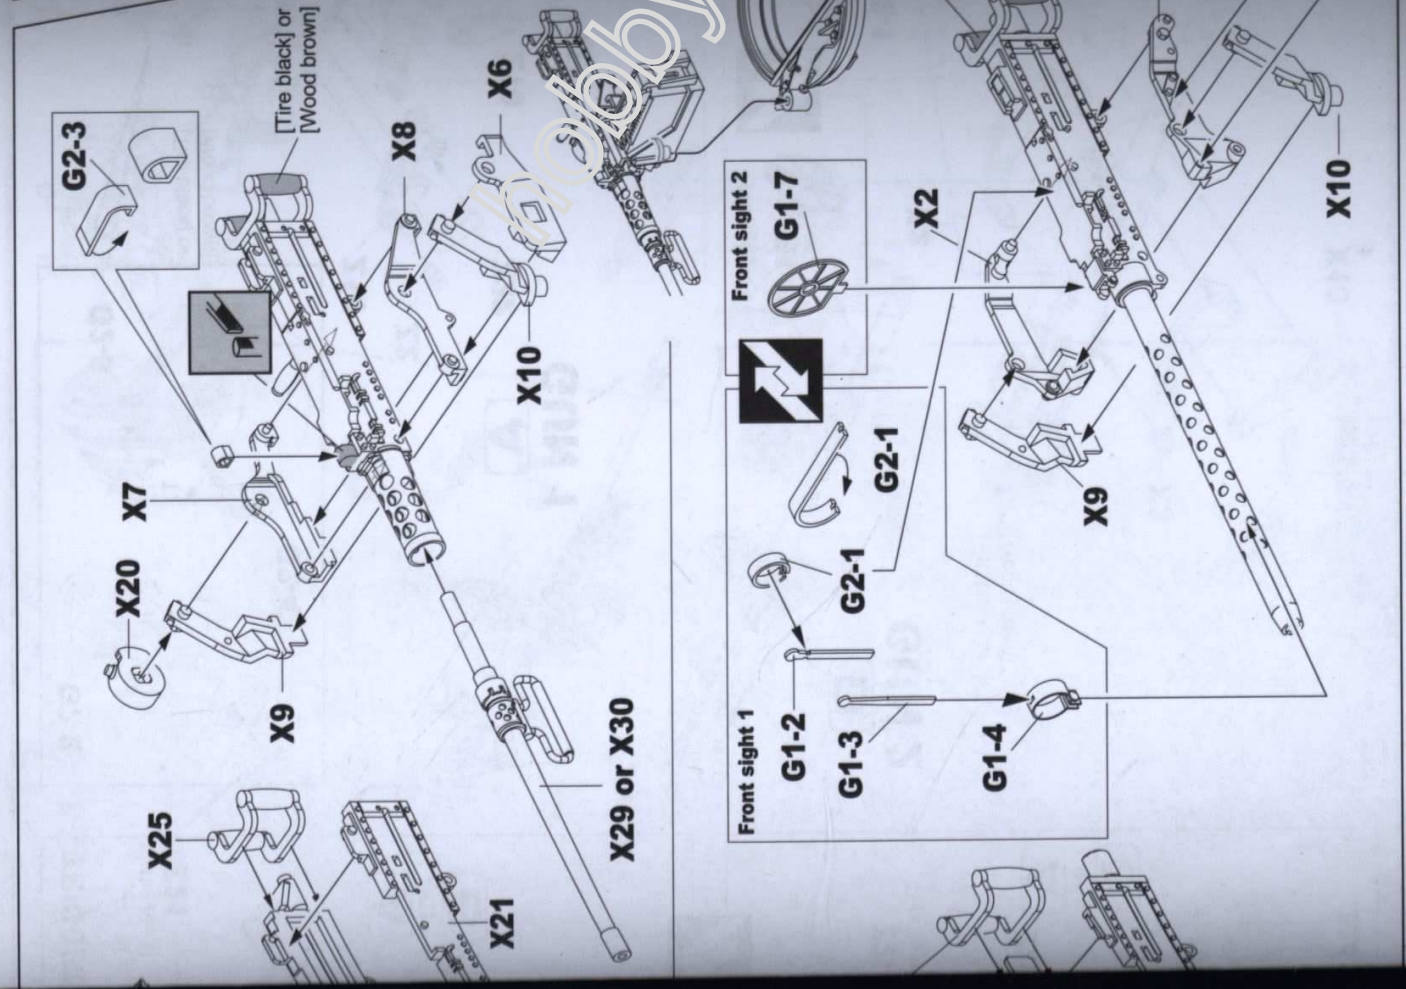 [Tire black] or
[Wood brown]
G2-3
X8
X6
X7
X20
X10
X9
X25
X29 or X30
X21
hobby
Front sight 2
G1-7
X2
X10
G2-1
G2-1
X9
Front sight 1
G1-2
G1-3
G1-4